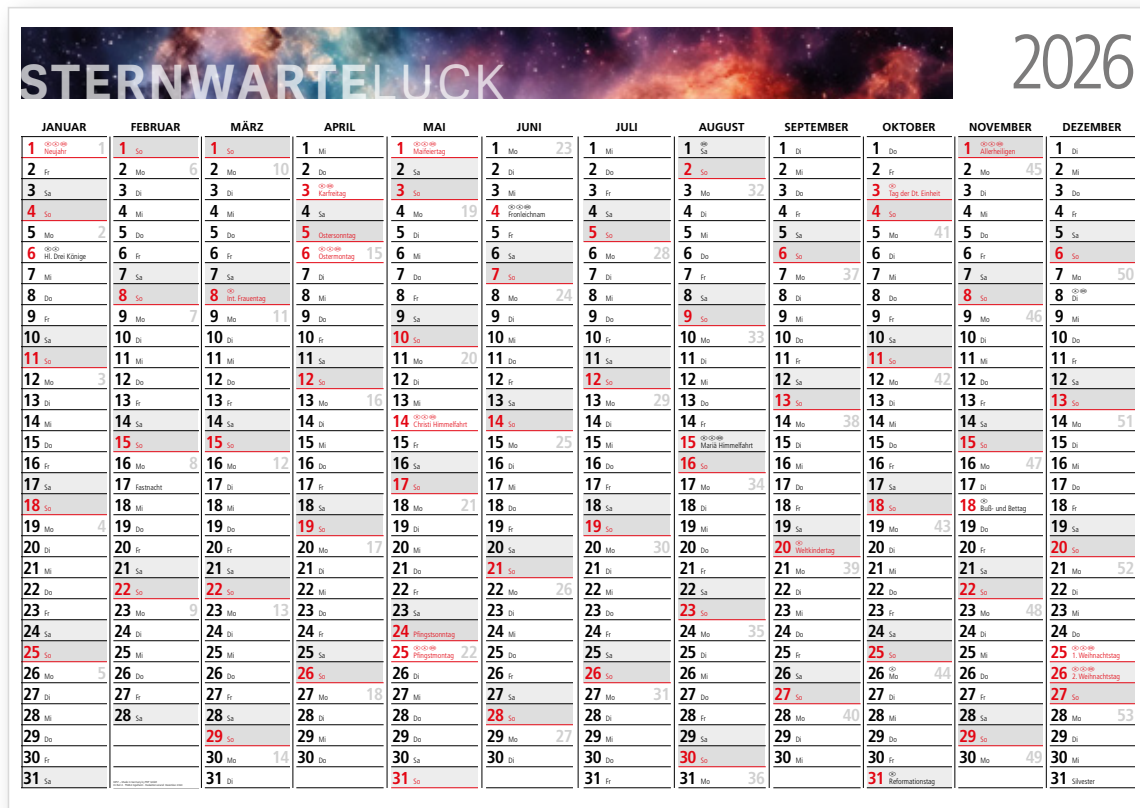 STERNWARTELUCK
2026
JANUAR
1 Neujahr 1
2 Fr
3 Sa
4 So
5 Mo 2
6 Hl. Drei Könige
7 Mi
8 Do
9 Fr
10 Sa
11 So
12 Mo 3
13 Di
14 Mi
15 Do
16 Fr
17 Sa
18 So
19 Mo 4
20 Di
21 Mi
22 Do
23 Fr
24 Sa
25 So
26 Mo 5
27 Di
28 Mi
29 Do
30 Fr
31 Sa
FEBRUAR
1 So
2 Mo 6
3 Di
4 Mi
5 Do
6 Fr
7 Sa
8 So
9 Mo 7
10 Di
11 Mi
12 Do
13 Fr
14 Sa
15 So
16 Mo 8
17 Fastnacht
18 Mi
19 Do
20 Fr
21 Sa
22 So
23 Mo 9
24 Di
25 Mi
26 Do
27 Fr
28 Sa
MÄRZ
1 So
2 Mo 10
3 Di
4 Mi
5 Do
6 Fr
7 Sa
8 Int. Frauentag
9 Mo 11
10 Di
11 Mi
12 Do
13 Fr
14 Sa
15 So
16 Mo 12
17 Di
18 Mi
19 Do
20 Fr
21 Sa
22 So
23 Mo 13
24 Di
25 Mi
26 Do
27 Fr
28 Sa
29 So
30 Mo 14
31 Di
APRIL
1 Mi
2 Do
3 Karfreitag
4 Sa
5 Ostersonntag
6 Ostermontag 15
7 Di
8 Mi
9 Do
10 Fr
11 Sa
12 So
13 Mo 16
14 Di
15 Mi
16 Do
17 Fr
18 Sa
19 So
20 Mo 17
21 Di
22 Mi
23 Do
24 Fr
25 Sa
26 So
27 Mo 18
28 Di
29 Mi
30 Do
MAI
1 Maifeiertag
2 Sa
3 So
4 Mo 19
5 Di
6 Mi
7 Do
8 Fr
9 Sa
10 So
11 Mo 20
12 Di
13 Mi
14 Christi Himmelfahrt
15 Fr
16 Sa
17 So
18 Mo 21
19 Di
20 Mi
21 Do
22 Fr
23 Sa
24 Pfingstsonntag
25 Pfingstmontag 22
26 Di
27 Mi
28 Do
29 Fr
30 Sa
31 So
JUNI
1 Mo 23
2 Di
3 Mi
4 Fronleichnam
5 Fr
6 Sa
7 So
8 Mo 24
9 Di
10 Mi
11 Do
12 Fr
13 Sa
14 So
15 Mo 25
16 Di
17 Mi
18 Do
19 Fr
20 Sa
21 So
22 Mo 26
23 Di
24 Mi
25 Do
26 Fr
27 Sa
28 So
29 Mo 27
30 Di
JULI
1 Mi
2 Do
3 Fr
4 Sa
5 So
6 Mo 28
7 Di
8 Mi
9 Do
10 Fr
11 Sa
12 So
13 Mo 29
14 Di
15 Mi
16 Do
17 Fr
18 Sa
19 So
20 Mo 30
21 Di
22 Mi
23 Do
24 Fr
25 Sa
26 So
27 Mo 31
28 Di
29 Mi
30 Do
31 Fr
AUGUST
1 Sa
2 So
3 Mo 32
4 Di
5 Mi
6 Do
7 Fr
8 Sa
9 So
10 Mo 33
11 Di
12 Mi
13 Do
14 Fr
15 Mariä Himmelfahrt
16 So
17 Mo 34
18 Di
19 Mi
20 Do
21 Fr
22 Sa
23 So
24 Mo 35
25 Di
26 Mi
27 Do
28 Fr
29 Sa
30 So
31 Mo 36
SEPTEMBER
1 Di
2 Mi
3 Do
4 Fr
5 Sa
6 So
7 Mo 37
8 Di
9 Mi
10 Do
11 Fr
12 Sa
13 So
14 Mo 38
15 Di
16 Mi
17 Do
18 Fr
19 Sa
20 Weltkindertag
21 Mo 39
22 Di
23 Mi
24 Do
25 Fr
26 Sa
27 So
28 Mo 40
29 Di
30 Mi
OKTOBER
1 Do
2 Fr
3 Tag der Dt. Einheit
4 So
5 Mo 41
6 Di
7 Mi
8 Do
9 Fr
10 Sa
11 So
12 Mo 42
13 Di
14 Mi
15 Do
16 Fr
17 Sa
18 So
19 Mo 43
20 Di
21 Mi
22 Do
23 Fr
24 Sa
25 So
26 Mo 44
27 Di
28 Mi
29 Do
30 Fr
31 Reformationstag
NOVEMBER
1 Allerheiligen
2 Mo 45
3 Di
4 Mi
5 Do
6 Fr
7 Sa
8 So
9 Mo 46
10 Di
11 Mi
12 Do
13 Fr
14 Sa
15 So
16 Mo 47
17 Di
18 Buß- und Bettag
19 Do
20 Fr
21 Sa
22 So
23 Mo 48
24 Di
25 Mi
26 Do
27 Fr
28 Sa
29 So
30 Mo 49
DEZEMBER
1 Di
2 Mi
3 Do
4 Fr
5 Sa
6 So
7 Mo 50
8 Di
9 Mi
10 Do
11 Fr
12 Sa
13 So
14 Mo 51
15 Di
16 Mi
17 Do
18 Fr
19 Sa
20 So
21 Mo 52
22 Di
23 Mi
24 Do
25 1. Weihnachtstag
26 2. Weihnachtstag
27 So
28 Mo 53
29 Di
30 Mi
31 Silvester